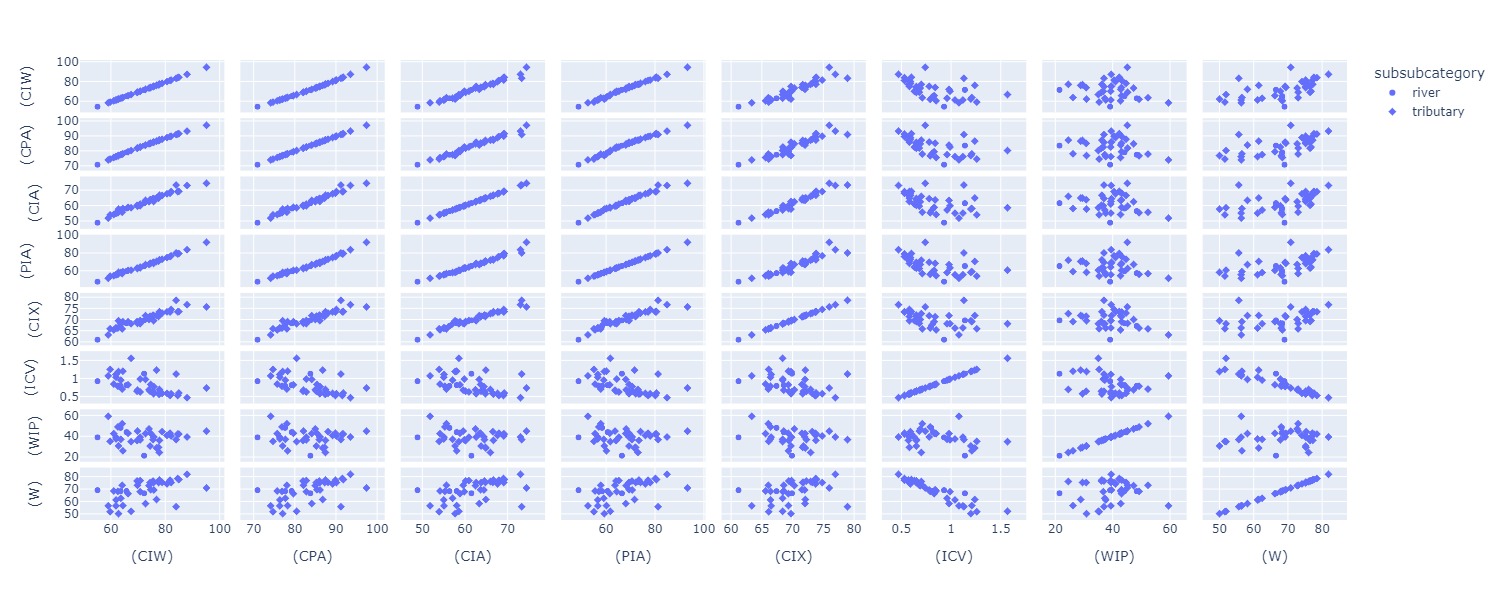 subsubcategory
river
tributary
(CIW)
100
80
60
(CPA)
100
90
80
70
(CIA)
70
60
50
(PIA)
100
80
60
(CIX)
80
75
70
65
60
(ICV)
1.5
1
0.5
(WIP)
60
40
20
(W)
80
70
60
50
60 80 100 70 80 90 100 50 60 70 60 80 100 60 65 70 75 80 0.5 1 1.5 20 40 60 50 60 70 80
(CIW) (CPA) (CIA) (PIA) (CIX) (ICV) (WIP) (W)